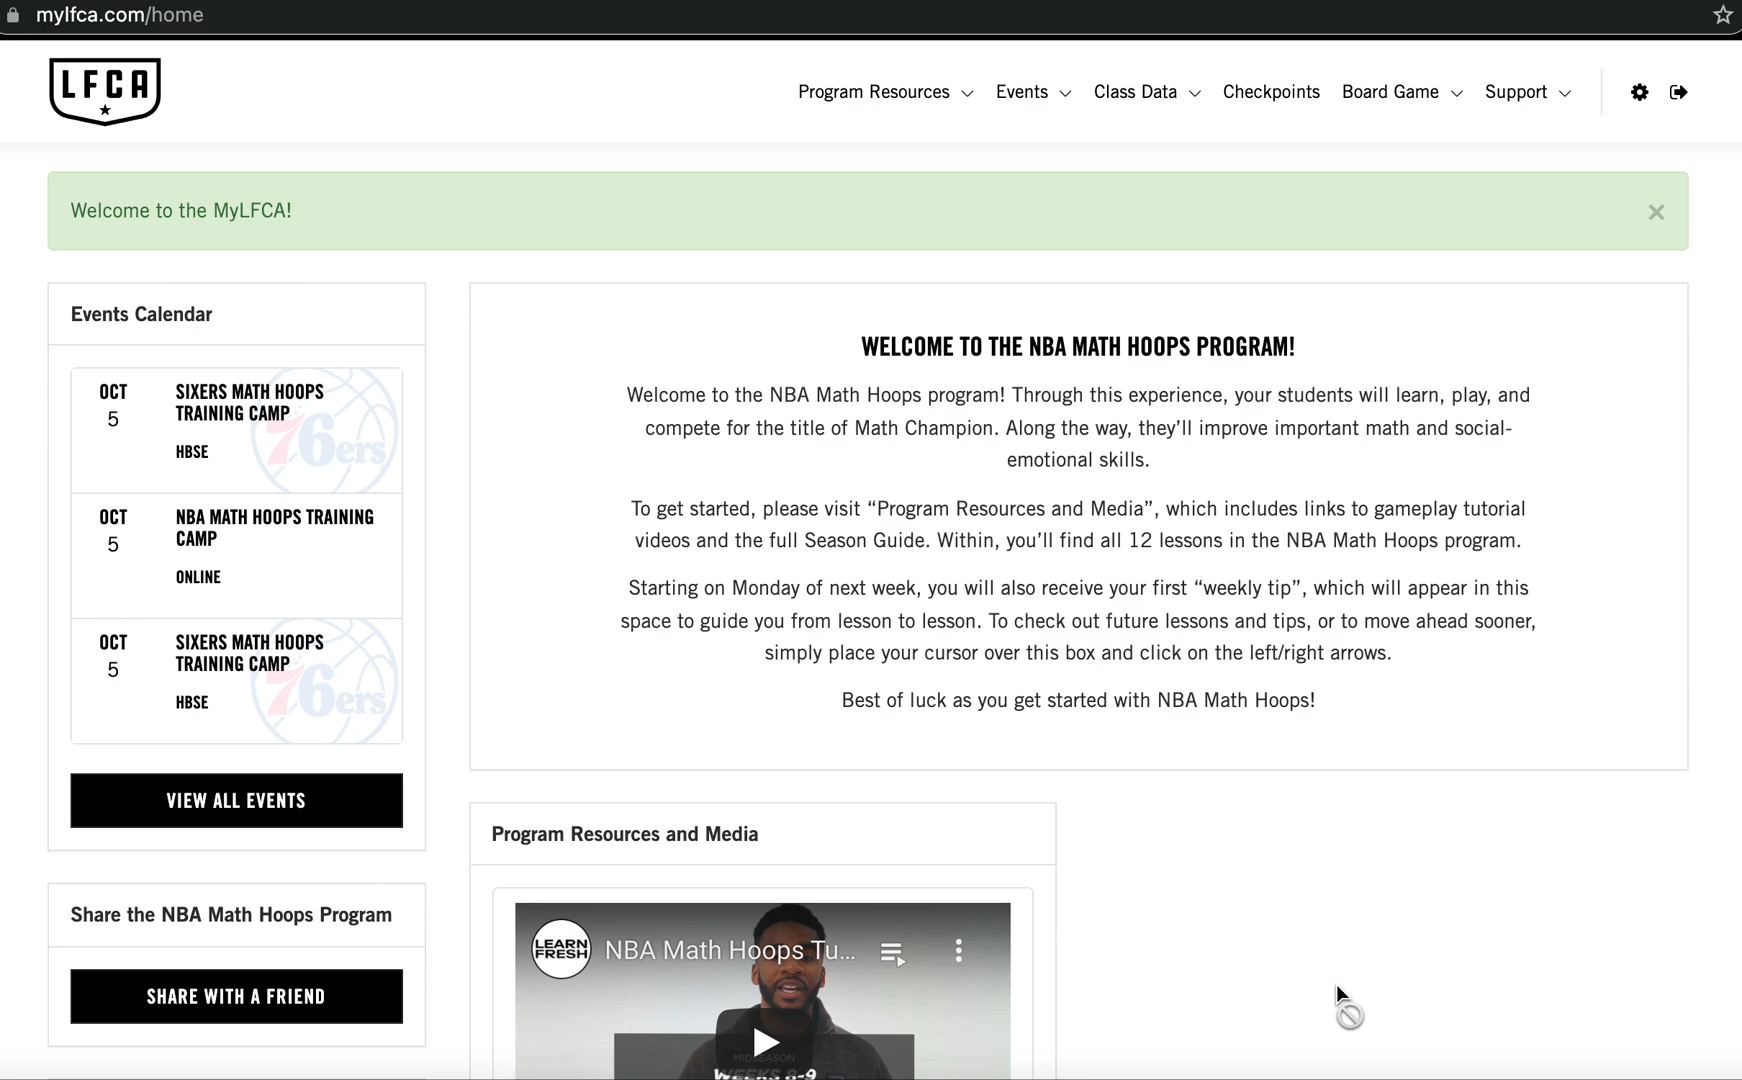 mylfca.com/home
LFCA
Program Resources
Events
Class Data
Checkpoints
Board Game
Support
Welcome to the MyLFCA!
Events Calendar
OCT
5
SIXERS MATH HOOPS
TRAINING CAMP
HBSE
76ers
OCT
5
NBA MATH HOOPS TRAINING
CAMP
ONLINE
OCT
5
SIXERS MATH HOOPS
TRAINING CAMP
HBSE
76ers
VIEW ALL EVENTS
Share the NBA Math Hoops Program
SHARE WITH A FRIEND
WELCOME TO THE NBA MATH HOOPS PROGRAM!
Welcome to the NBA Math Hoops program! Through this experience, your students will learn, play, and
compete for the title of Math Champion. Along the way, they’ll improve important math and social-
emotional skills.
To get started, please visit “Program Resources and Media”, which includes links to gameplay tutorial
videos and the full Season Guide. Within, you’ll find all 12 lessons in the NBA Math Hoops program.
Starting on Monday of next week, you will also receive your first “weekly tip”, which will appear in this
space to guide you from lesson to lesson. To check out future lessons and tips, or to move ahead sooner,
simply place your cursor over this box and click on the left/right arrows.
Best of luck as you get started with NBA Math Hoops!
Program Resources and Media
LEARN
FRESH
NBA Math Hoops Tu...
MIDSEASON
WEEKS 8-9